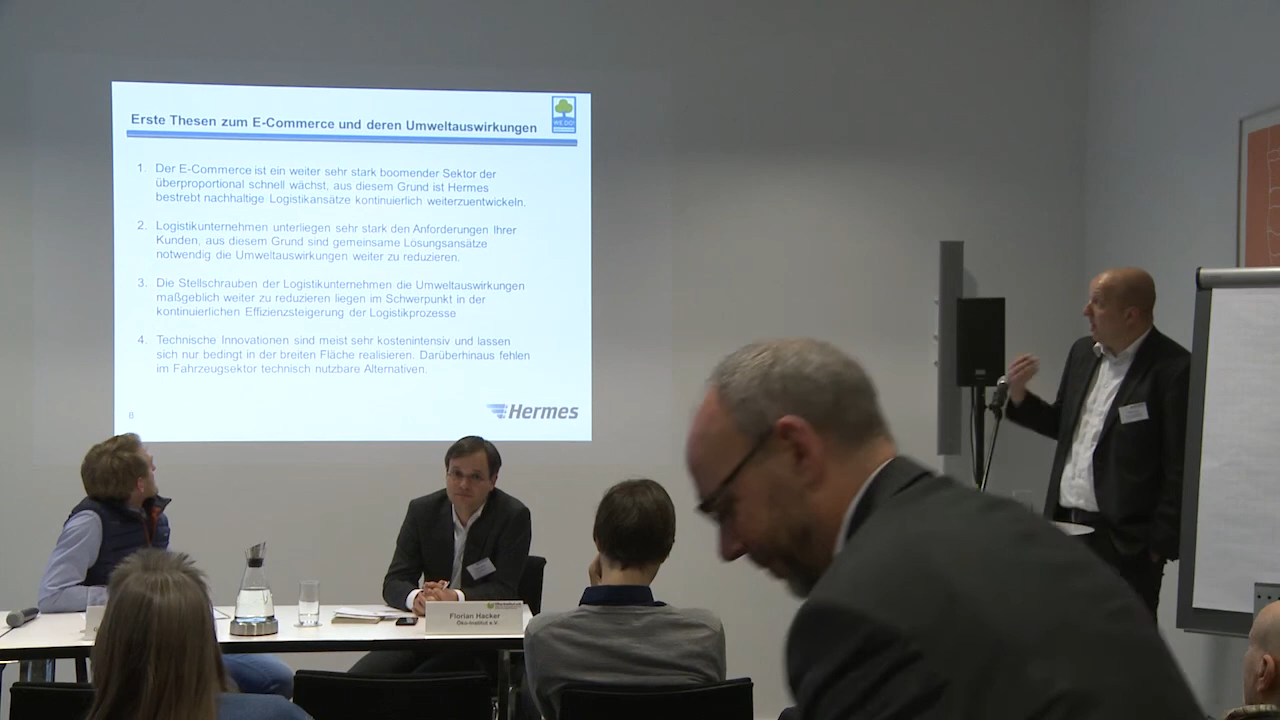 Erste Thesen zum E-Commerce und deren Umweltauswirkungen
WE DO!
1. Der E-Commerce ist ein weiter sehr stark boomender Sektor der
überproportional schnell wächst, aus diesem Grund ist Hermes
bestrebt nachhaltige Logistikansätze kontinuierlich weiterzuentwickeln.
2. Logistikunternehmen unterliegen sehr stark den Anforderungen Ihrer
Kunden, aus diesem Grund sind gemeinsame Lösungsansätze
notwendig die Umweltauswirkungen weiter zu reduzieren.
3. Die Stellschrauben der Logistikunternehmen die Umweltauswirkungen
maßgeblich weiter zu reduzieren liegen im Schwerpunkt in der
kontinuierlichen Effizienzsteigerung der Logistikprozesse
4. Technische Innovationen sind meist sehr kostenintensiv und lassen
sich nur bedingt in der breiten Fläche realisieren. Darüberhinaus fehlen
im Fahrzeugsektor technisch nutzbare Alternativen.
8
Hermes
Florian Hacker
Öko-Institut e.V.